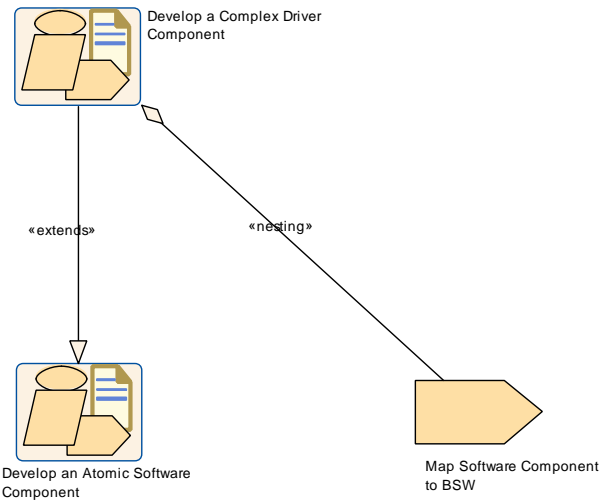 Develop a Complex Driver
Component
«extends»
«nesting»
Develop an Atomic Software
Component
Map Software Component
to BSW